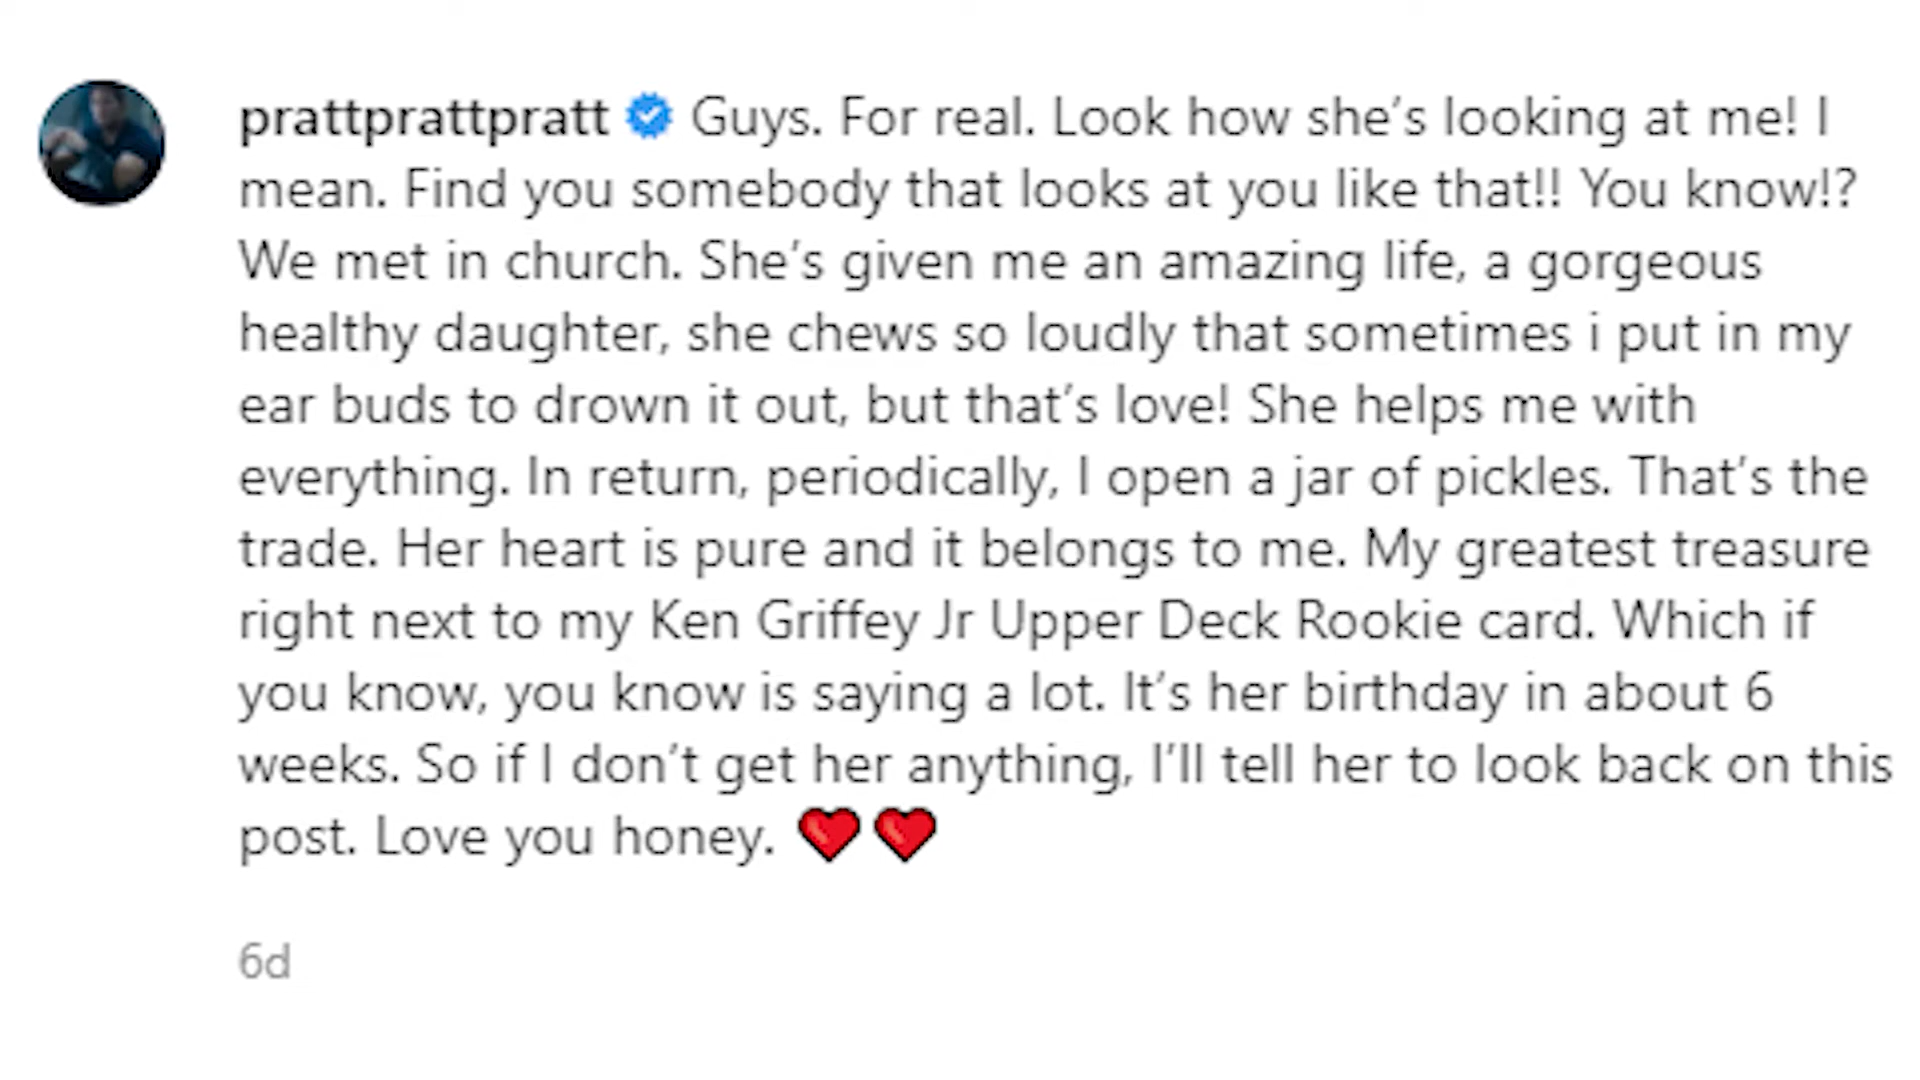 prattprattpratt Guys. For real. Look how she's looking at me! I
mean. Find you somebody that looks at you like that!! You know!?
We met in church. She's given me an amazing life, a gorgeous
healthy daughter, she chews so loudly that sometimes i put in my
ear buds to drown it out, but that's love! She helps me with
everything. In return, periodically, I open a jar of pickles. That's the
trade. Her heart is pure and it belongs to me. My greatest treasure
right next to my Ken Griffey Jr Upper Deck Rookie card. Which if
you know, you know is saying a lot. It's her birthday in about 6
weeks. So if I don't get her anything, I'll tell her to look back on this
post. Love you honey. ❤️❤️
6d